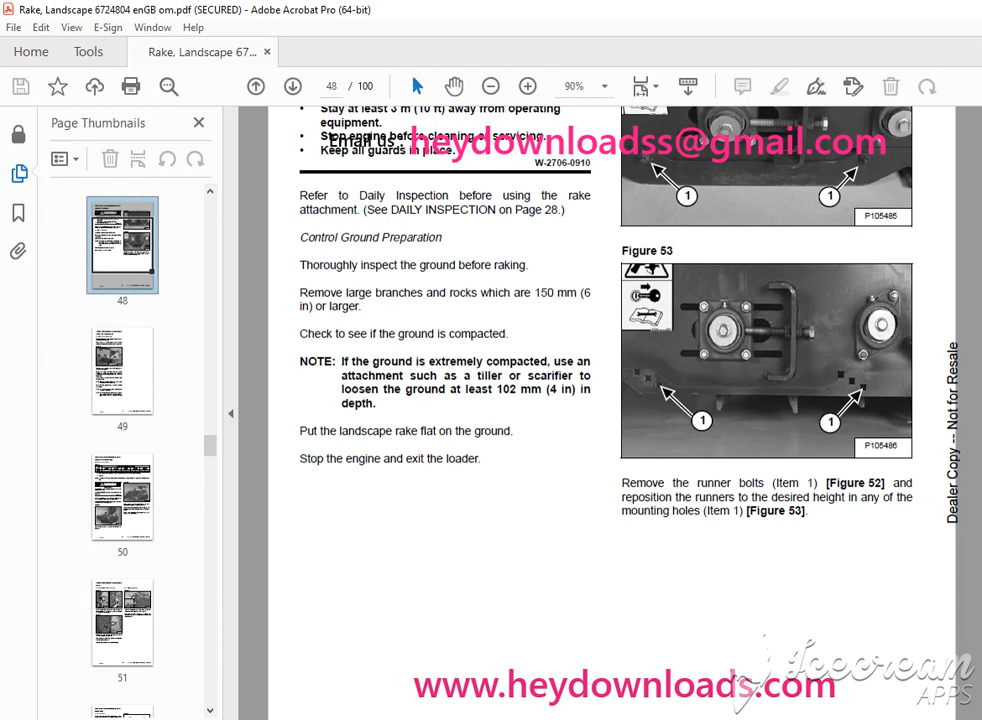 Rake, Landscape 6724804 enGB om.pdf (SECURED) - Adobe Acrobat Pro (64-bit)
File Edit View E-Sign Window Help
Home Tools Rake, Landscape 67... ×
48 / 100 90%
Page Thumbnails
48
49
50
51
• Stay at least 3 m (10 ft) away from operating
equipment.
• Stop engine before cleaning or servicing.
• Keep all guards in place.
Email us : heydownloadss@gmail.com
W-2706-0910
Refer to Daily Inspection before using the rake
attachment. (See DAILY INSPECTION on Page 28.)
Control Ground Preparation
Thoroughly inspect the ground before raking.
Remove large branches and rocks which are 150 mm (6
in) or larger.
Check to see if the ground is compacted.
NOTE: If the ground is extremely compacted, use an
attachment such as a tiller or scarifier to
loosen the ground at least 102 mm (4 in) in
depth.
Put the landscape rake flat on the ground.
Stop the engine and exit the loader.
1 1
P105485
Figure 53
1 1
P105486
Remove the runner bolts (Item 1) [Figure 52] and
reposition the runners to the desired height in any of the
mounting holes (Item 1) [Figure 53].
Dealer Copy -- Not for Resale
www.heydownloads.com
Icecream
APPS